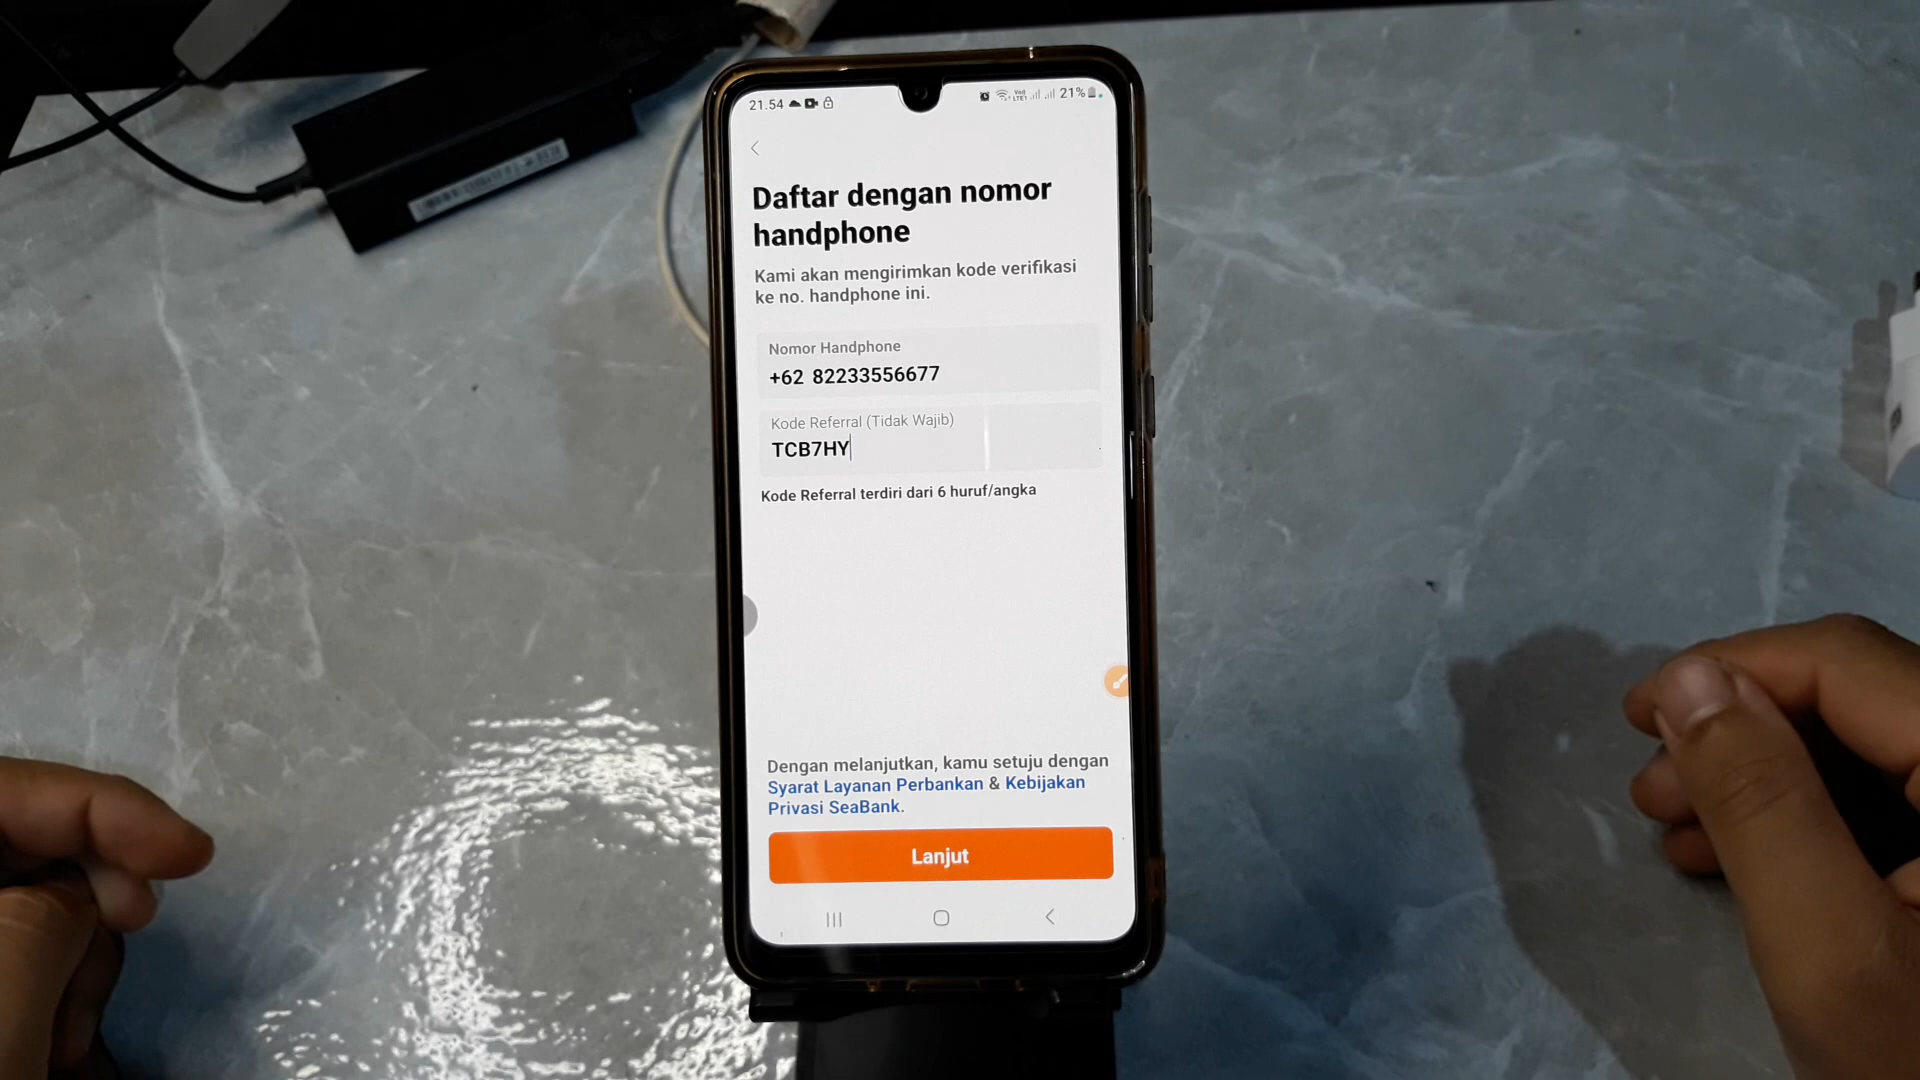 21.54
21%
Daftar dengan nomor
handphone
Kami akan mengirimkan kode verifikasi
ke no. handphone ini.
Nomor Handphone
+62 82233556677
Kode Referral (Tidak Wajib)
TCB7HY
Kode Referral terdiri dari 6 huruf/angka
Dengan melanjutkan, kamu setuju dengan
Syarat Layanan Perbankan & Kebijakan
Privasi SeaBank.
Lanjut